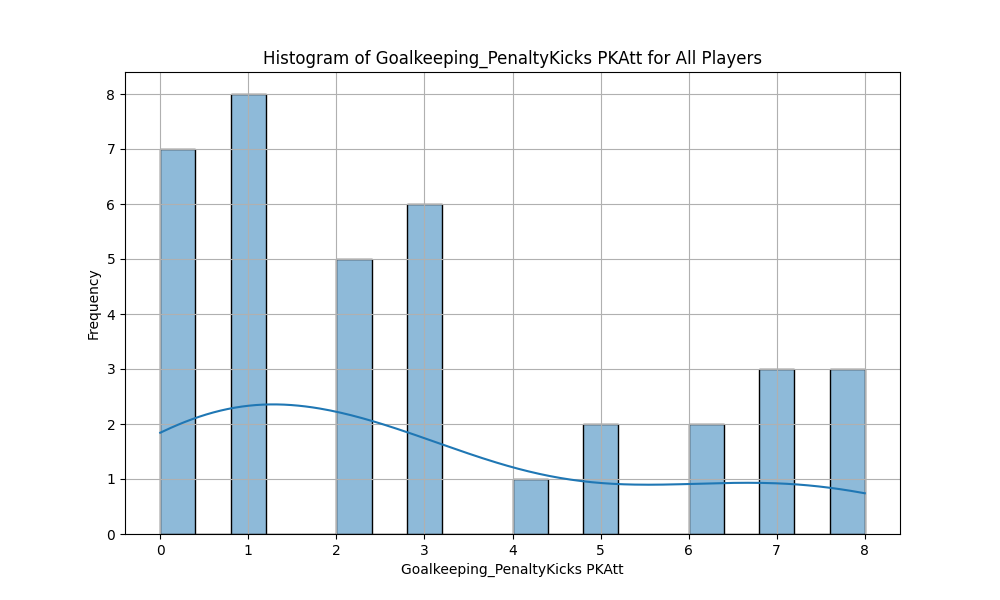 Histogram of Goalkeeping_PenaltyKicks PKAtt for All Players
Frequency
8
7
6
5
4
3
2
1
0
0 1 2 3 4 5 6 7 8
Goalkeeping_PenaltyKicks PKAtt